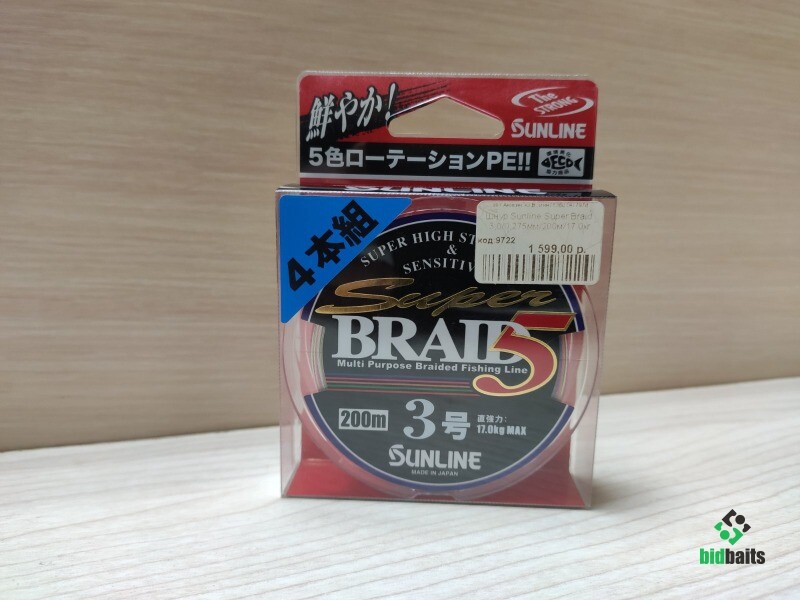 鮮やか!
The
STRONG
SUNLINE
5色ローテーションPE!!
ECO
SUNLINE
4本組
SUPER HIGH
&
SENSITIV
Шнур Sunline Super Braid
код 9722
1 599,00 р.
Super
BRAID 5
Multi Purpose Braided Fishing Line
200m
3号
直強力:
17.0kg MAX
SUNLINE
MADE IN JAPAN
bidbaits